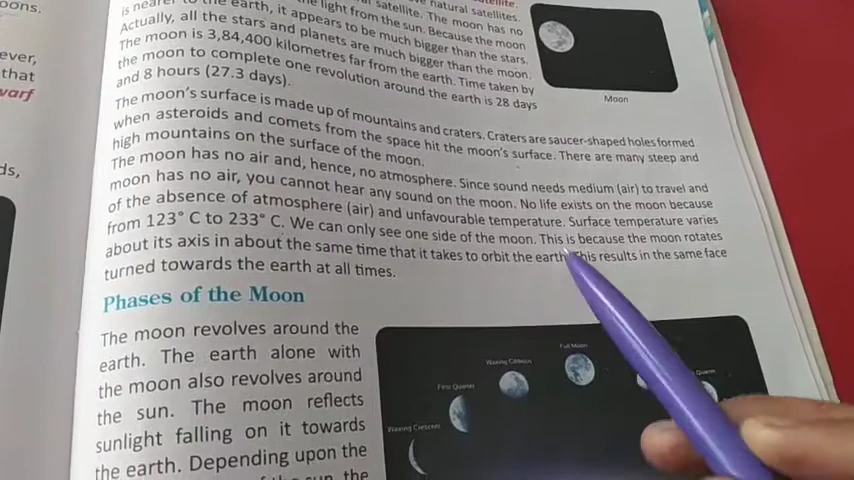 oons.
ever,
that
warf
ds,
natural satellites.
is nearer to the earth, it appears to be the light from the sun. Because the moon
satellite. The moon has no
Actually, all the stars and planets are much bigger than the stars.
The moon is 3,84,400 kilometres far from the earth. Time taken by
the moon to complete one revolution around the earth is 28 days
and 8 hours (27.3 days).
Moon
The moon's surface is made up of mountains and craters. Craters are saucer-shaped holes formed
when asteroids and comets from the space hit the moon's surface. There are many steep and
high mountains on the surface of the moon.
The moon has no air and, hence, no atmosphere. Since sound needs medium (air) to travel and
moon has no air, you cannot hear any sound on the moon. No life exists on the moon because
of the absence of atmosphere (air) and unfavourable temperature. Surface temperature varies
from 123° C to 233° C. We can only see one side of the moon. This is because the moon rotates
about its axis in about the same time that it takes to orbit the earth. This results in the same face
turned towards the earth at all times.
Phases of the Moon
The moon revolves around the
earth. The earth alone with
the moon also revolves around
the sun. The moon reflects
sunlight falling on it towards
the earth. Depending upon the
Full Moon
Waxing Gibbous
First Quarter
Quarter
Waxing Crescent